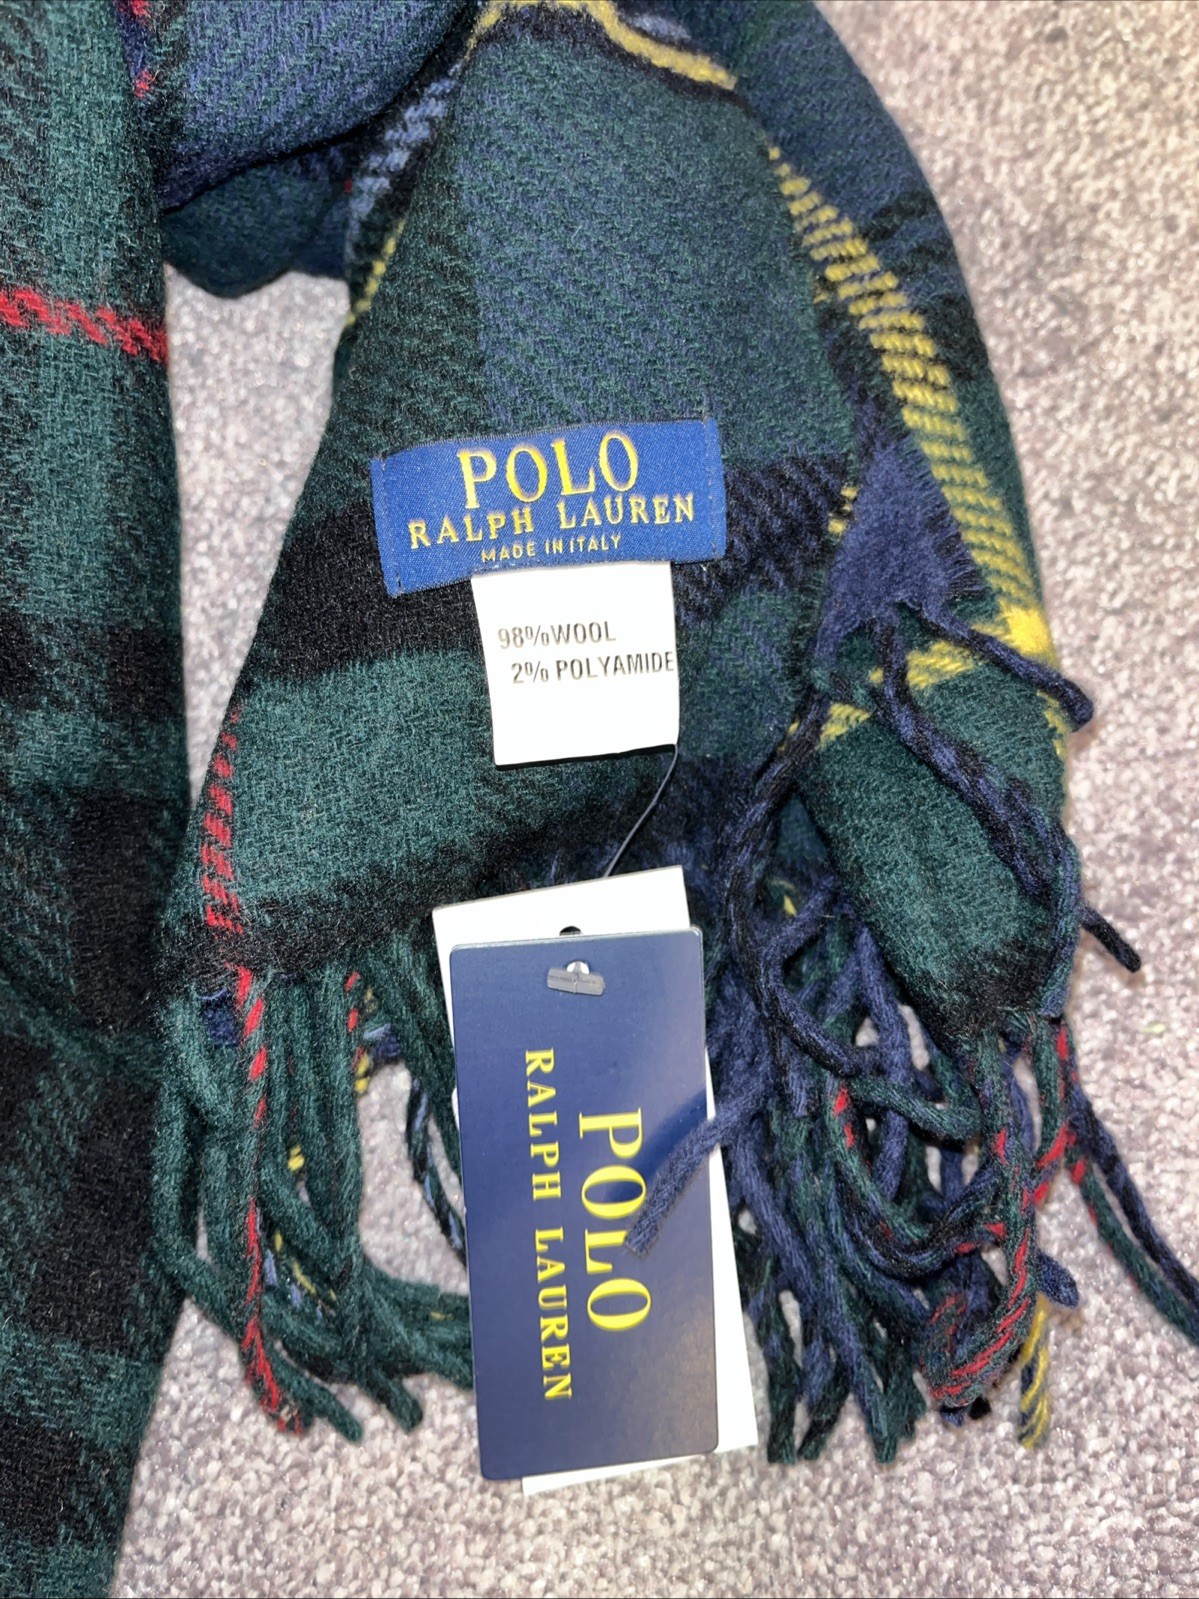 POLO
RALPH LAUREN
MADE IN ITALY
98%WOOL
2% POLYAMIDE
POLO
RALPH LAUREN